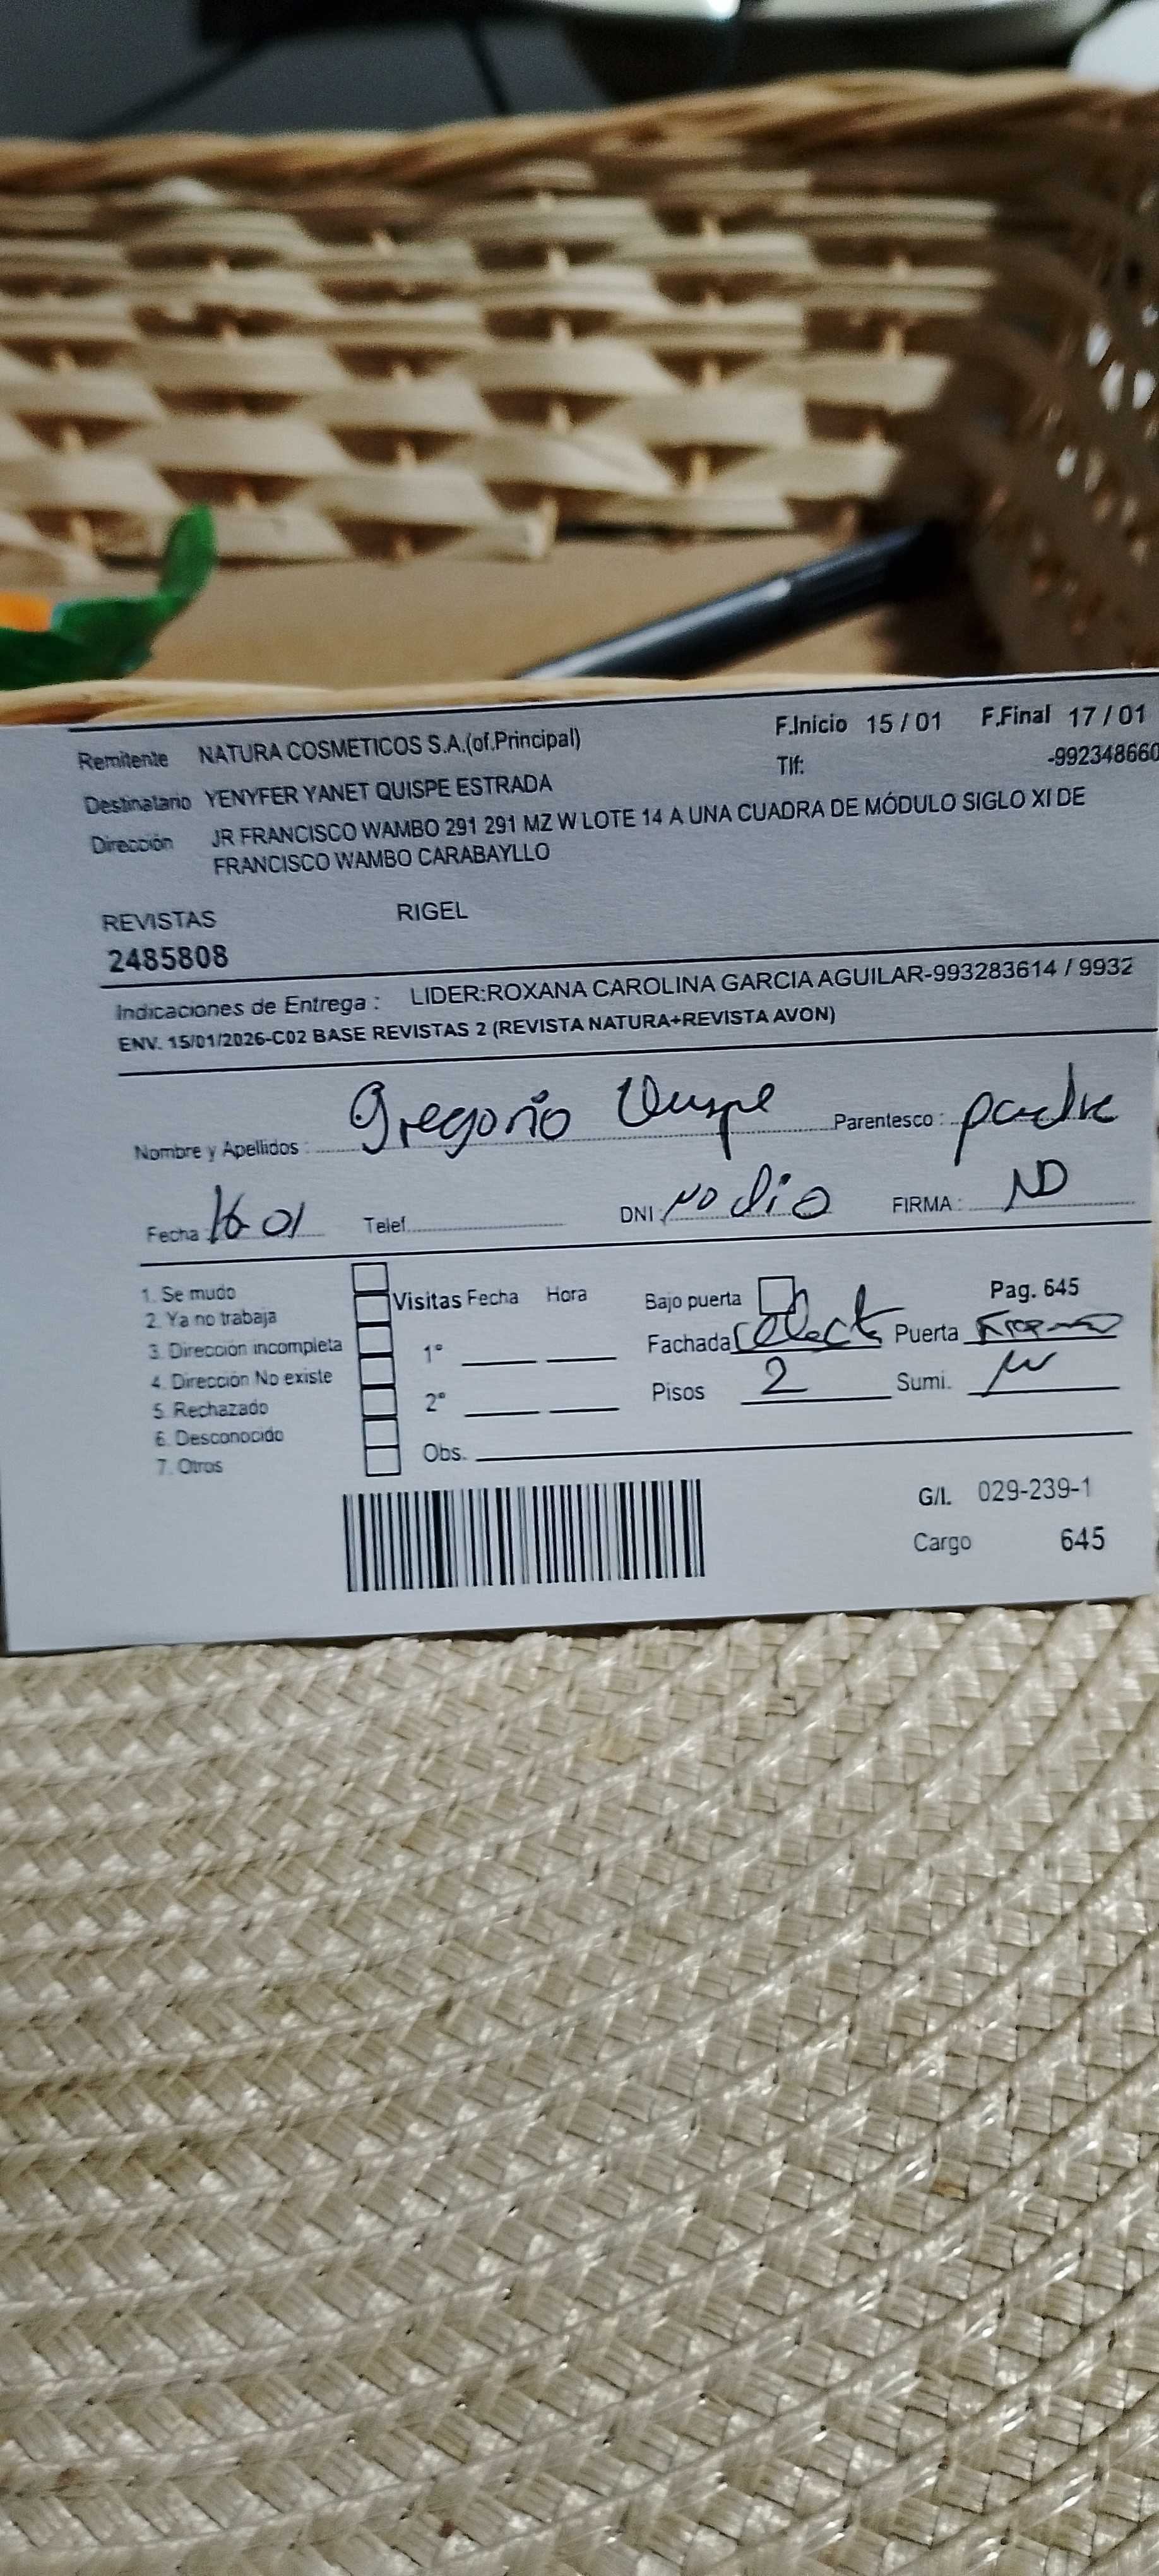 Remitente NATURA COSMETICOS S.A.(of.Principal) F.Inicio 15 / 01 F.Final 17 / 01
Tlf: -992348660
Destinatario YENYFER YANET QUISPE ESTRADA
Dirección JR FRANCISCO WAMBO 291 291 MZ W LOTE 14 A UNA CUADRA DE MÓDULO SIGLO XI DE
FRANCISCO WAMBO CARABAYLLO
REVISTAS RIGEL
2485808
Indicaciones de Entrega : LIDER:ROXANA CAROLINA GARCIA AGUILAR-993283614 / 9932
ENV. 15/01/2026-C02 BASE REVISTAS 2 (REVISTA NATURA+REVISTA AVON)
Nombre y Apellidos : Gregorio Quispe Parentesco : padre
Fecha 16-01 Telef. DNI : No dio FIRMA : ND
1. Se mudo
2. Ya no trabaja
3. Dirección incompleta
4. Dirección No existe
5. Rechazado
6. Desconocido
7. Otros
Visitas Fecha Hora
1°
2°
Obs.
Bajo puerta Pag. 645
Fachada Puerta
Pisos 2 Sumi.
G/I. 029-239-1
Cargo 645